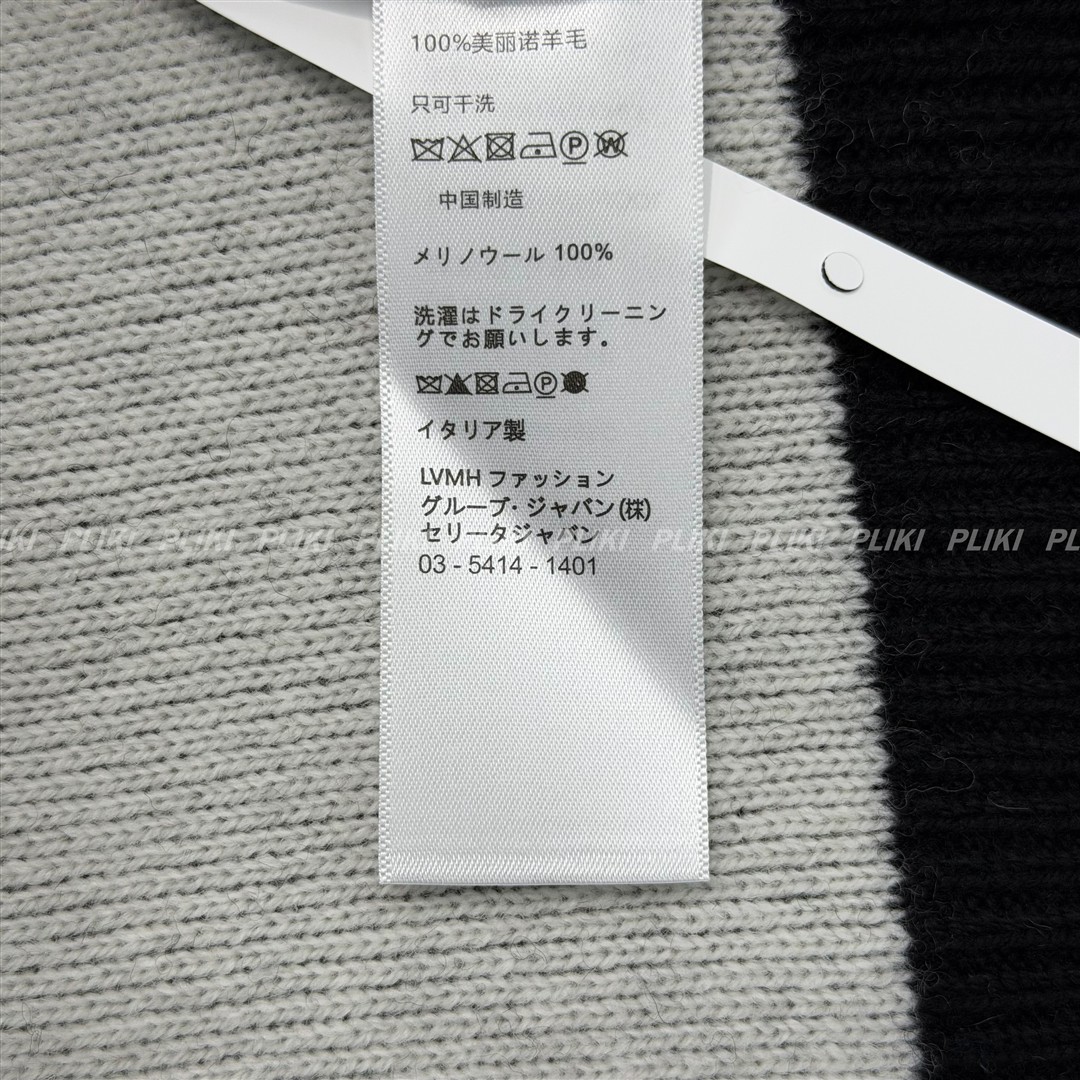 100%美丽诺羊毛
只可干洗
P W
中国制造
メリノウール 100%
洗濯はドライクリーニン
グでお願いします。
P
イタリア製
LVMH ファッション
グループ・ジャパン(株)
セリータジャパン
PLIKI PLIKI PLIKI PLIKI PLIKI PLIKI PLIKI
03 - 5414 - 1401